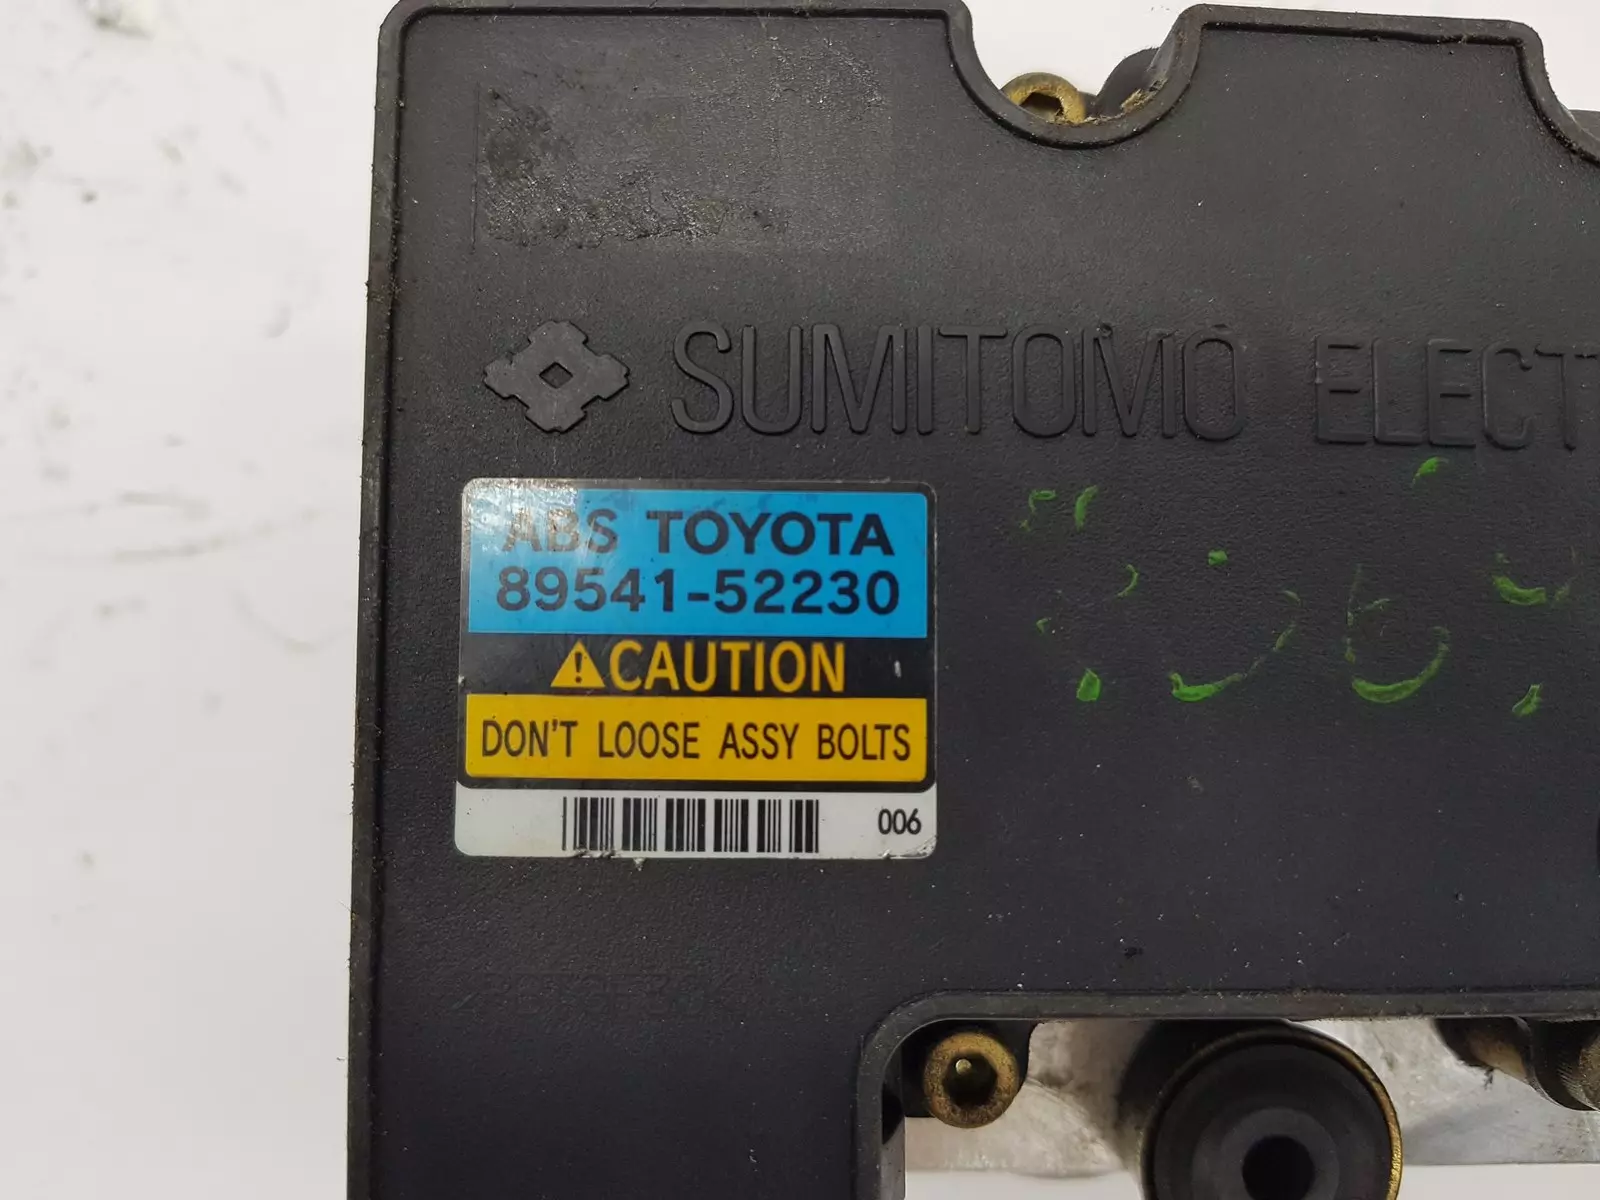 SUMITOMO ELECT
ABS TOYOTA
89541-52230
CAUTION
DON'T LOOSE ASSY BOLTS
006